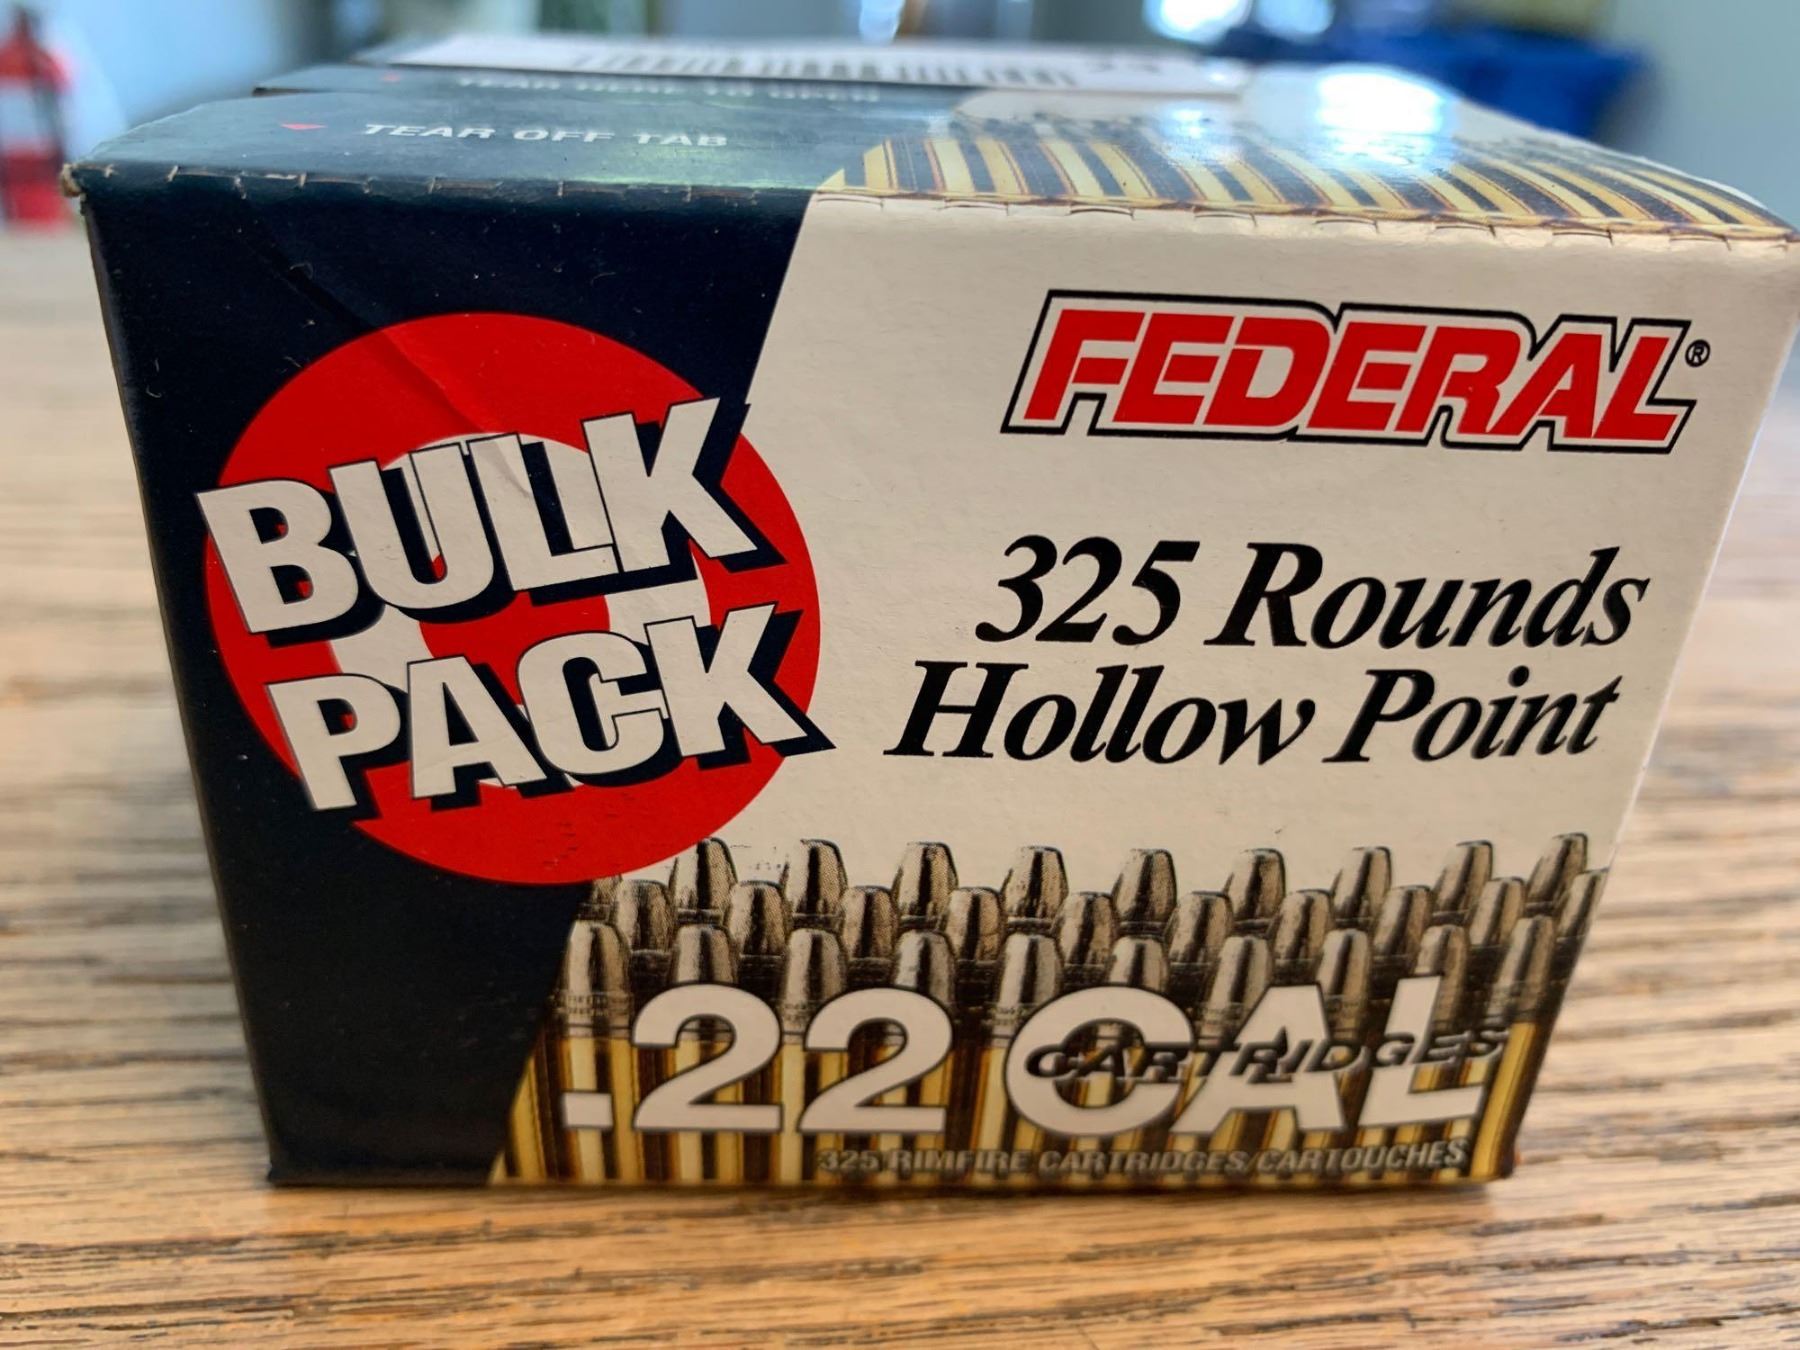 TEAR OFF TAB
FEDERAL®
BULK
PACK
325 Rounds
Hollow Point
.22 CAL
CARTRIDGES
325 RIMFIRE CARTRIDGES/CARTOUCHES